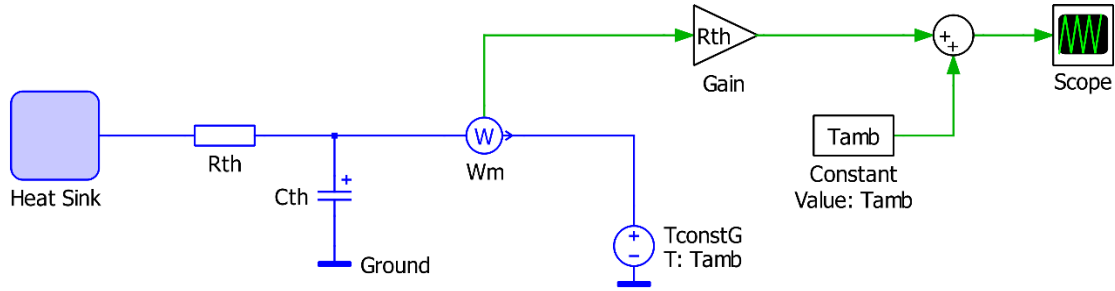 Rth
Gain
+
+
Scope
Heat Sink
Rth
Cth
+
Ground
W
Wm
Tamb
Constant
Value: Tamb
+
−
TconstG
T: Tamb